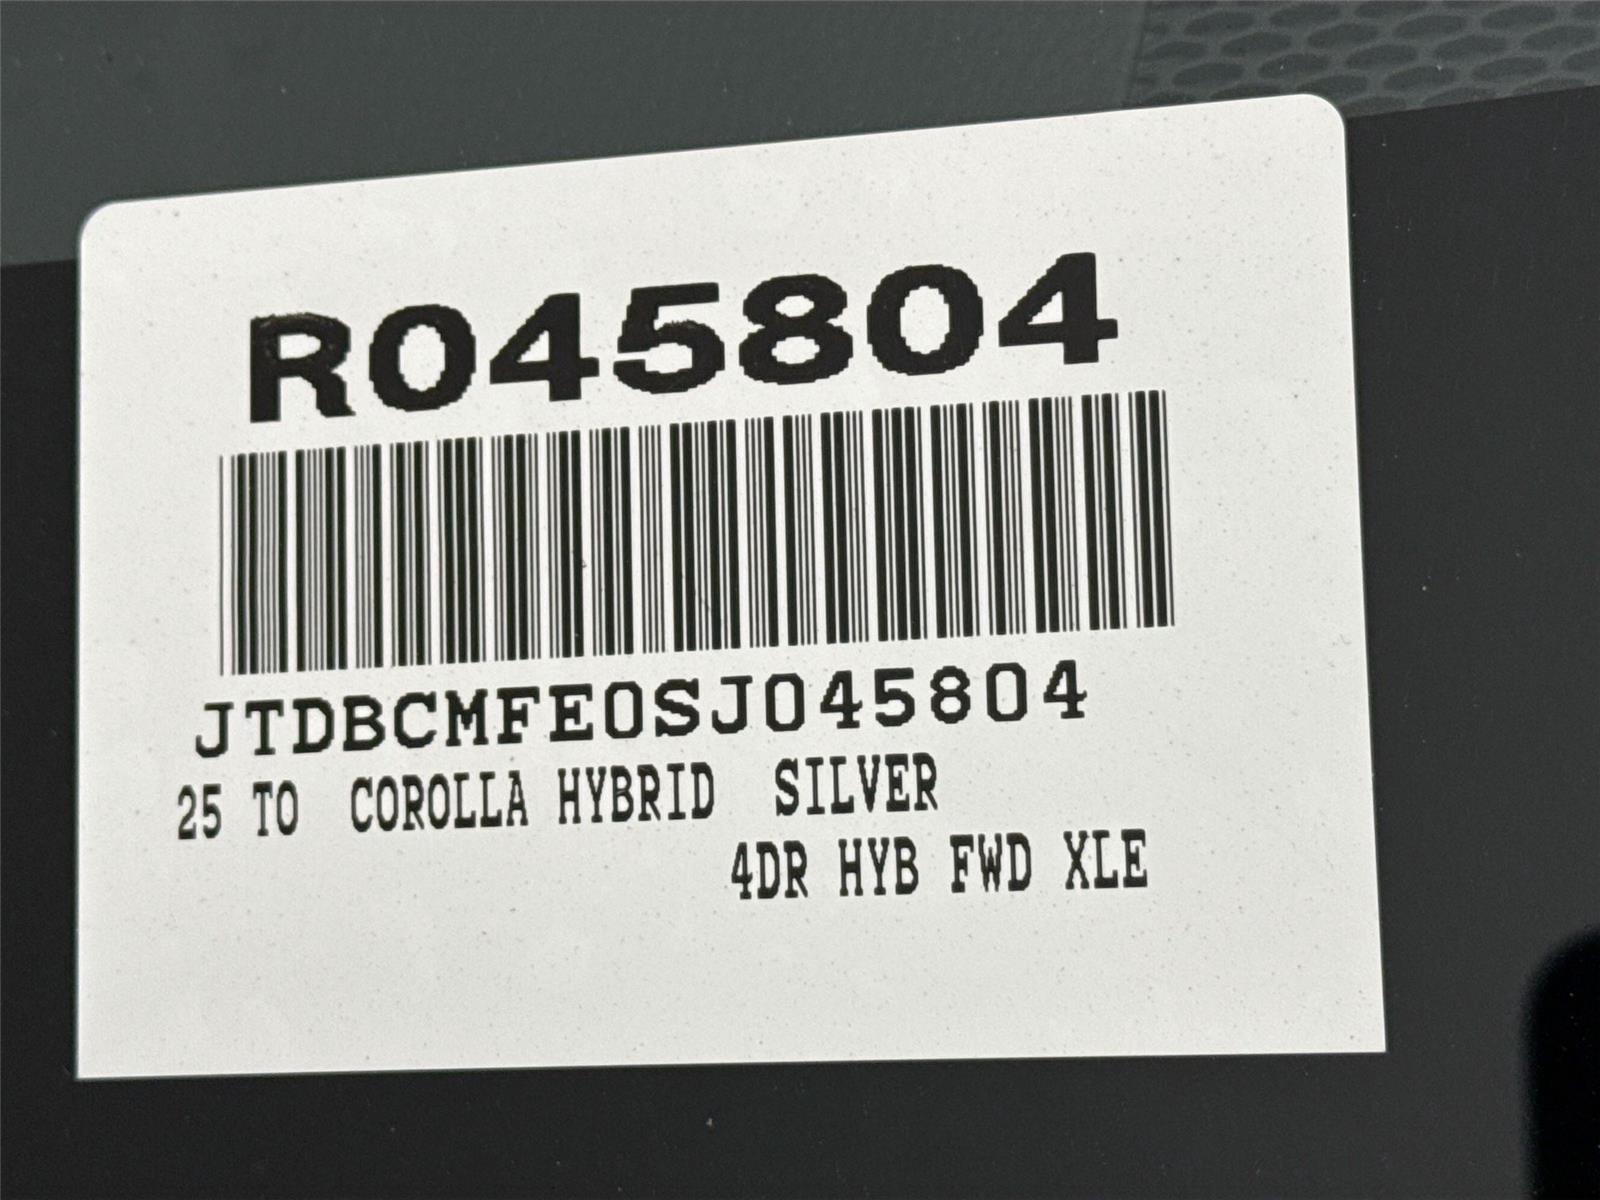 R045804
JTDBCMFE0SJ045804
25 TO COROLLA HYBRID SILVER
4DR HYB FWD XLE